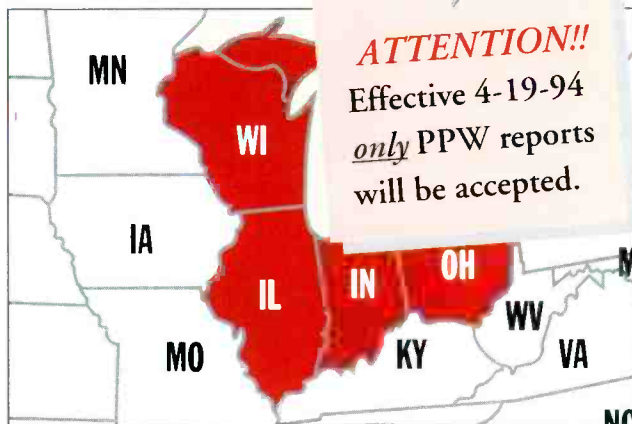 ATTENTION!!
Effective 4-19-94
only PPW reports
will be accepted.
MN
WI
IA
IL
IN
OH
MO
KY
WV
VA